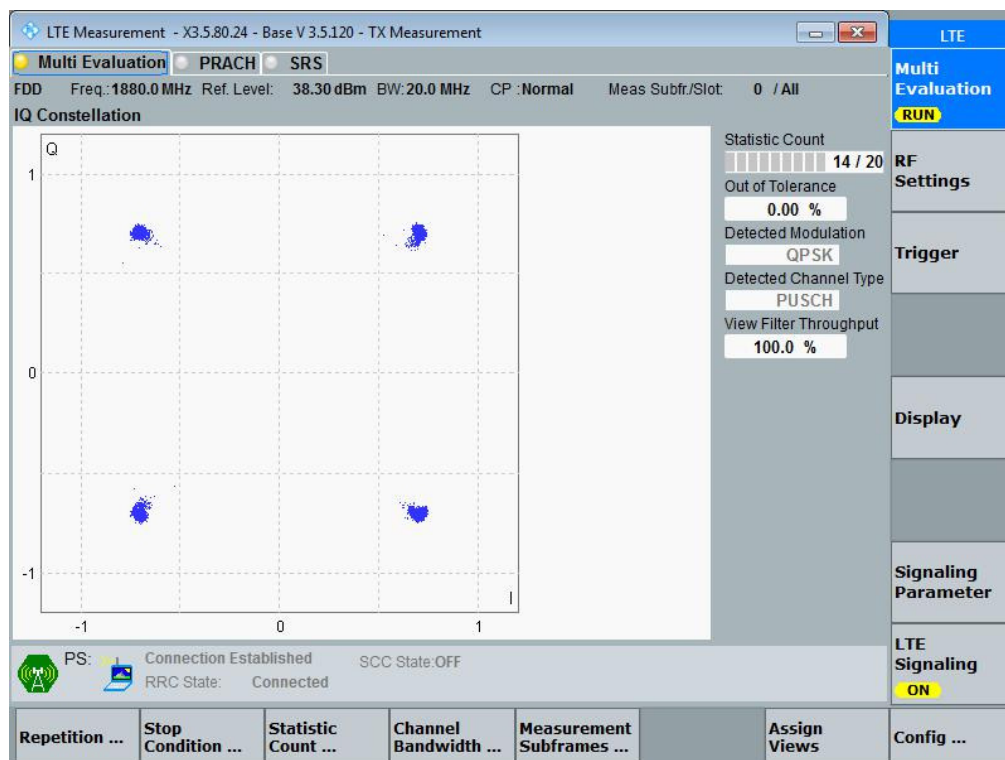 LTE Measurement - X3.5.80.24 - Base V 3.5.120 - TX Measurement
LTE
Multi Evaluation PRACH SRS
Multi
Evaluation
RUN
FDD Freq.:1880.0 MHz Ref. Level: 38.30 dBm BW:20.0 MHz CP :Normal Meas Subfr./Slot: 0 / All
IQ Constellation
Q
1
0
-1
-1 0 1
I
Statistic Count
14 / 20
Out of Tolerance
0.00 %
Detected Modulation
QPSK
Detected Channel Type
PUSCH
View Filter Throughput
100.0 %
RF
Settings
Trigger
Display
Signaling
Parameter
LTE
Signaling
ON
PS: Connection Established SCC State:OFF
RRC State: Connected
Repetition ...
Stop
Condition ...
Statistic
Count ...
Channel
Bandwidth ...
Measurement
Subframes ...
Assign
Views
Config ...